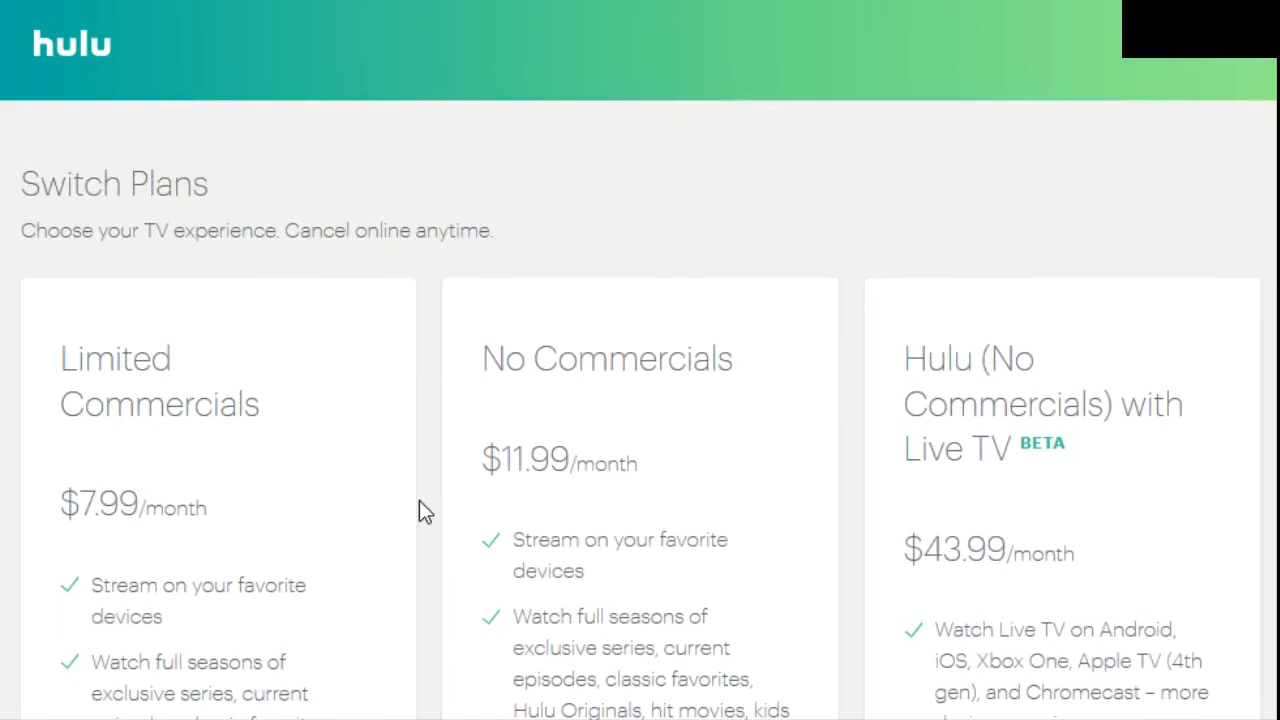 hulu
Switch Plans
Choose your TV experience. Cancel online anytime.
Limited
Commercials
$7.99/month
Stream on your favorite
devices
Watch full seasons of
exclusive series, current
No Commercials
$11.99/month
Stream on your favorite
devices
Watch full seasons of
exclusive series, current
episodes, classic favorites,
Hulu Originals, hit movies, kids
Hulu (No
Commercials) with
Live TV BETA
$43.99/month
Watch Live TV on Android,
iOS, Xbox One, Apple TV (4th
gen), and Chromecast – more